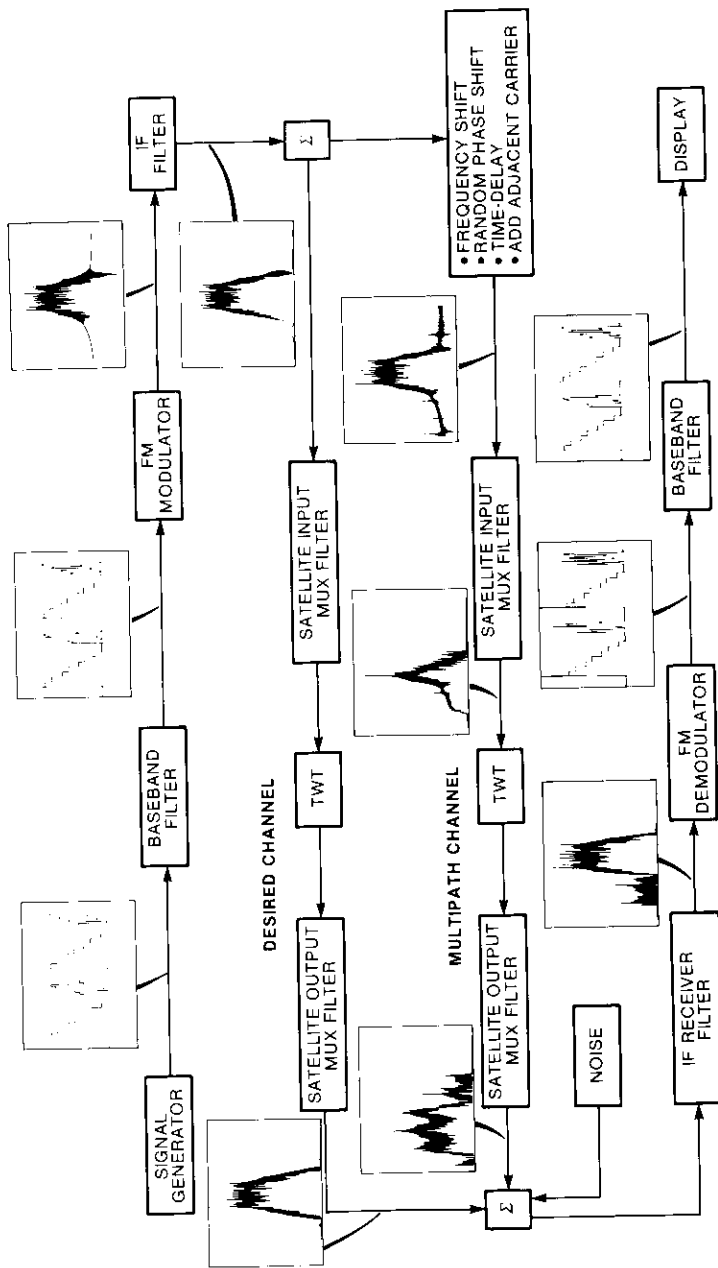 SIGNAL
GENERATOR
BASEBAND
FILTER
FM
MODULATOR
IF
FILTER
Σ
• FREQUENCY SHIFT
• RANDOM PHASE SHIFT
• TIME-DELAY
• ADD ADJACENT CARRIER
DESIRED CHANNEL
SATELLITE INPUT
MUX FILTER
TWT
SATELLITE OUTPUT
MUX FILTER
MULTIPATH CHANNEL
SATELLITE INPUT
MUX FILTER
TWT
SATELLITE OUTPUT
MUX FILTER
Σ
NOISE
IF RECEIVER
FILTER
FM
DEMODULATOR
BASEBAND
FILTER
DISPLAY